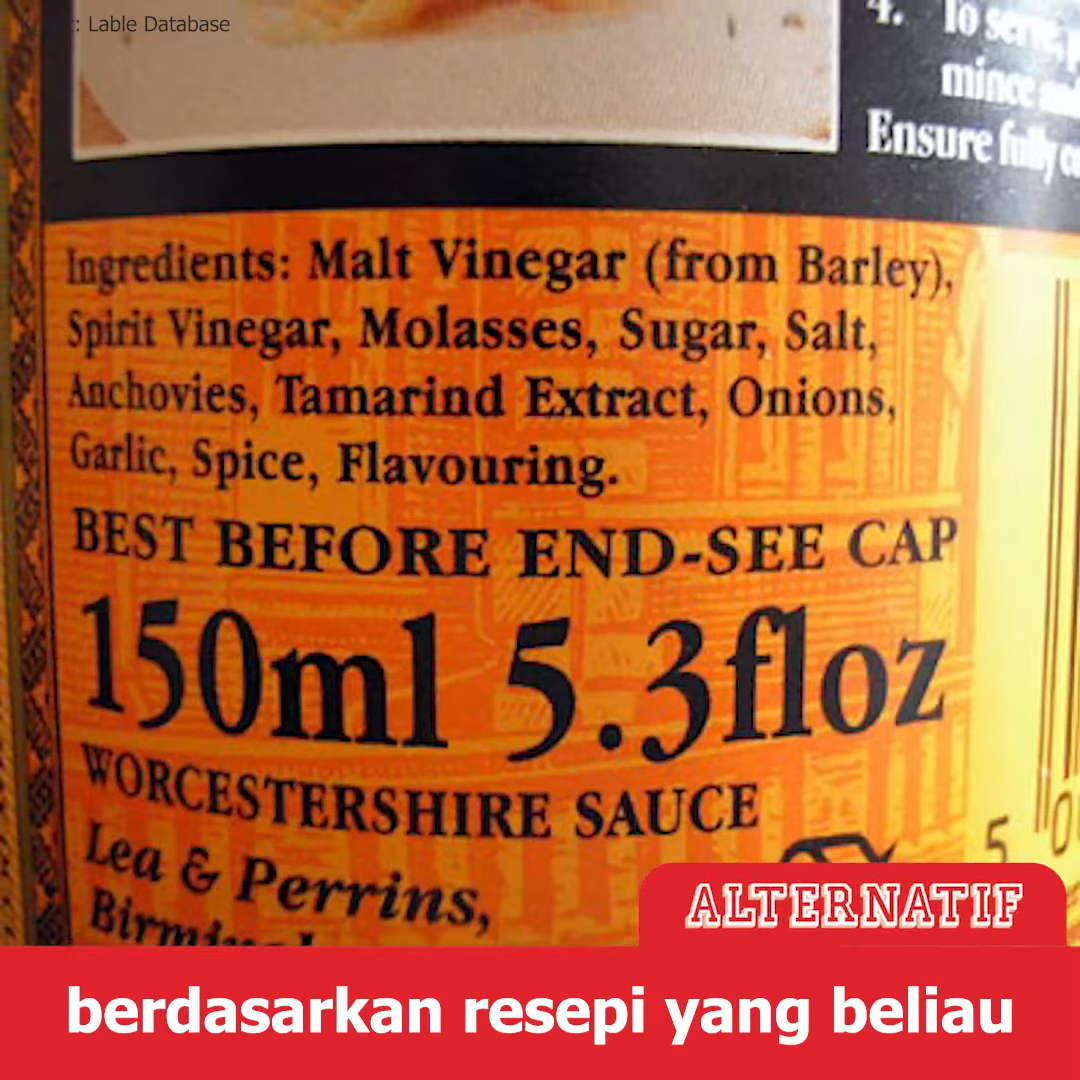 : Lable Database
4. To serve,
mince
Ensure fully
Ingredients: Malt Vinegar (from Barley),
Spirit Vinegar, Molasses, Sugar, Salt,
Anchovies, Tamarind Extract, Onions,
Garlic, Spice, Flavouring.
BEST BEFORE END-SEE CAP
150ml 5.3floz
WORCESTERSHIRE SAUCE
Lea & Perrins,
5 0
ALTERNATIF
berdasarkan resepi yang beliau